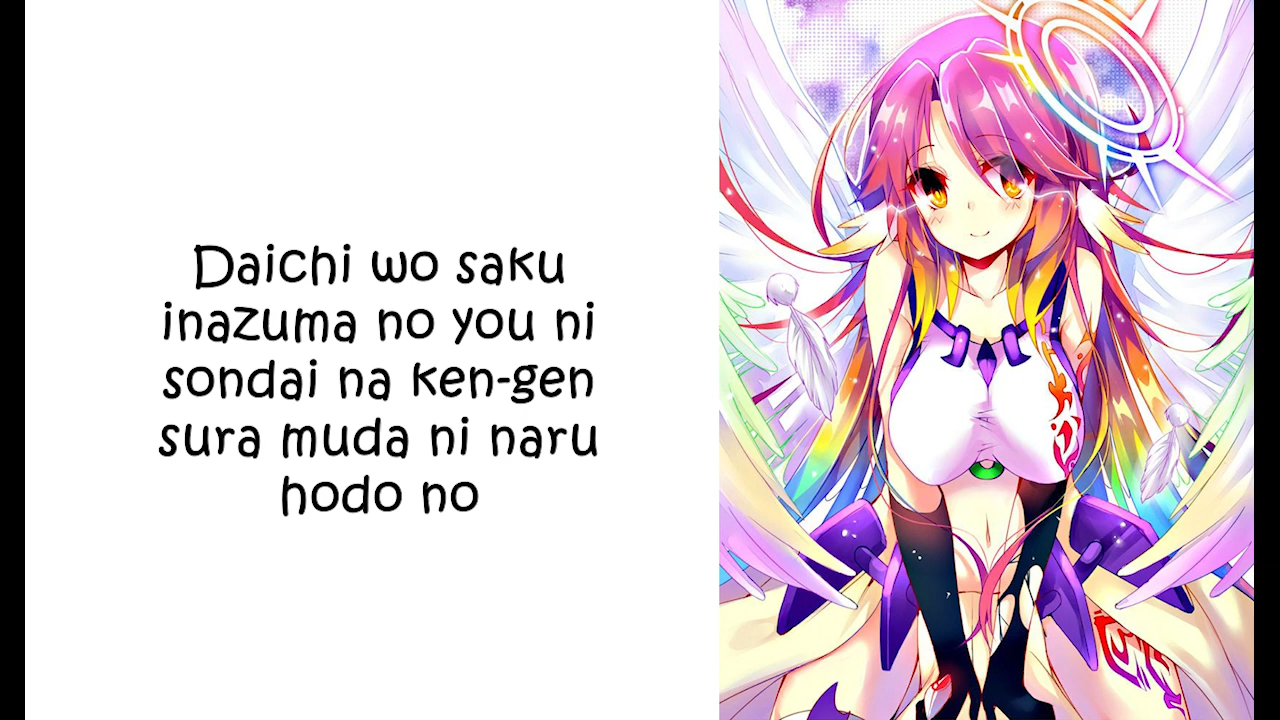 Daichi wo saku
inazuma no you ni
sondai na ken-gen
sura muda ni naru
hodo no